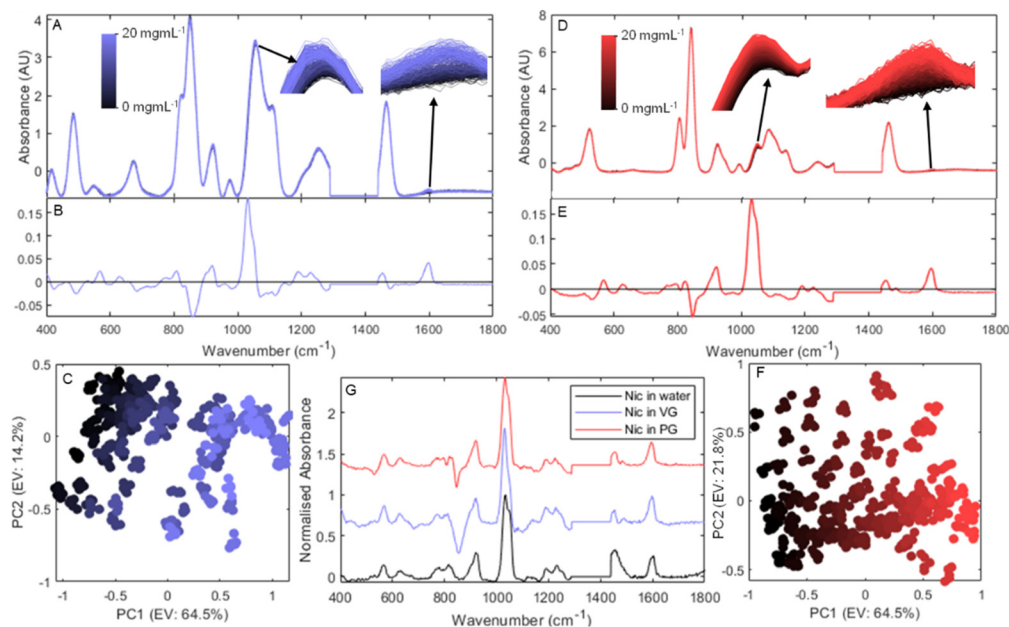 A
20 mgmL-1
0 mgmL-1
Absorbance (AU)
4
3
2
1
0
B
0.15
0.1
0.05
0
-0.05
400 600 800 1000 1200 1400 1600 1800
Wavenumber (cm-1)
D
20 mgmL-1
0 mgmL-1
Absorbance (AU)
8
6
4
2
0
E
0.15
0.1
0.05
0
-0.05
400 600 800 1000 1200 1400 1600 1800
Wavenumber (cm-1)
C
PC2 (EV: 14.2%)
0.5
0
-0.5
-1
-1 -0.5 0 0.5 1
PC1 (EV: 64.5%)
G
Nic in water
Nic in VG
Nic in PG
Normalised Absorbance
2
1.5
1
0.5
0
400 600 800 1000 1200 1400 1600 1800
Wavenumber (cm-1)
F
PC2 (EV: 21.8%)
1
0.5
0
-0.5
-1 -0.5 0 0.5 1
PC1 (EV: 64.5%)